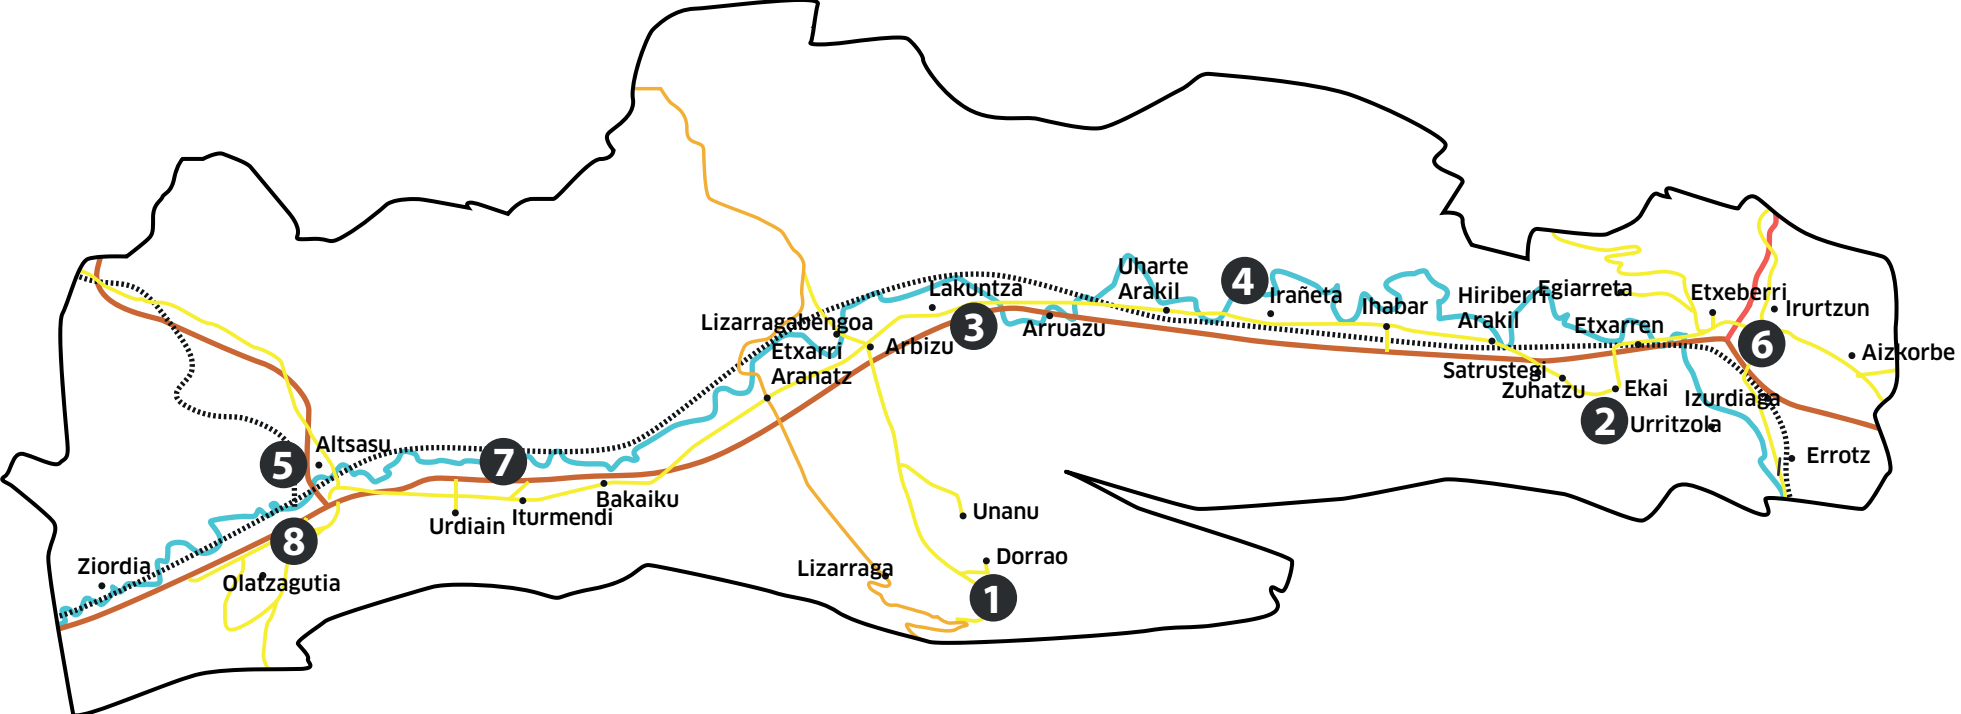 Uharte
Arakil
4
Irañeta
Lakuntza
3
Arruazu
Ihabar
Hiriberri
Arakil
Egiarreta
Etxeberri
Irurtzun
Etxarren
6
Aizkorbe
Lizarragabengoa
Etxarri
Aranatz
Arbizu
Satrustegi
Zuhatzu
Ekai
2
Urritzola
Izurdiaga
Errotz
5
Altsasu
7
Bakaiku
Iturmendi
Urdiain
8
Ziordia
Olatzagutia
Unanu
Dorrao
Lizarraga
1